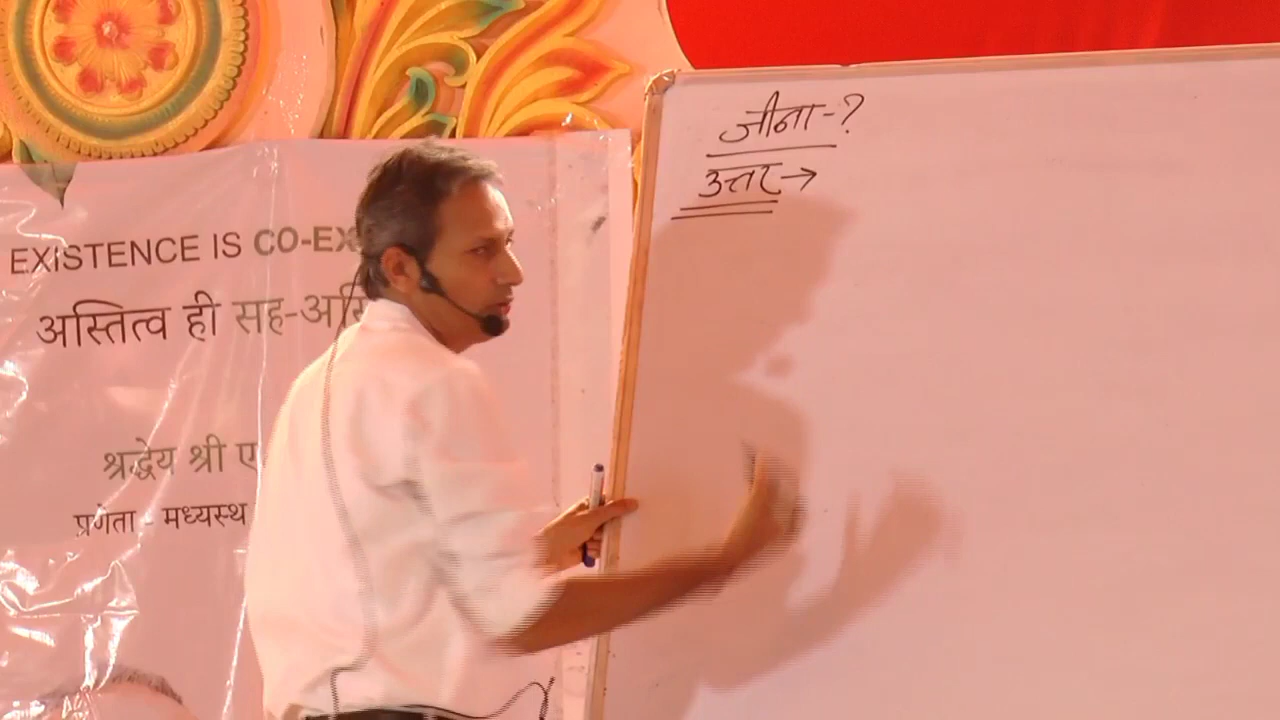 EXISTENCE IS CO-EX
अस्तित्व ही सह-अस्
श्रद्धेय श्री ए
प्रणेता - मध्यस्थ
जीना-?
उत्तर→